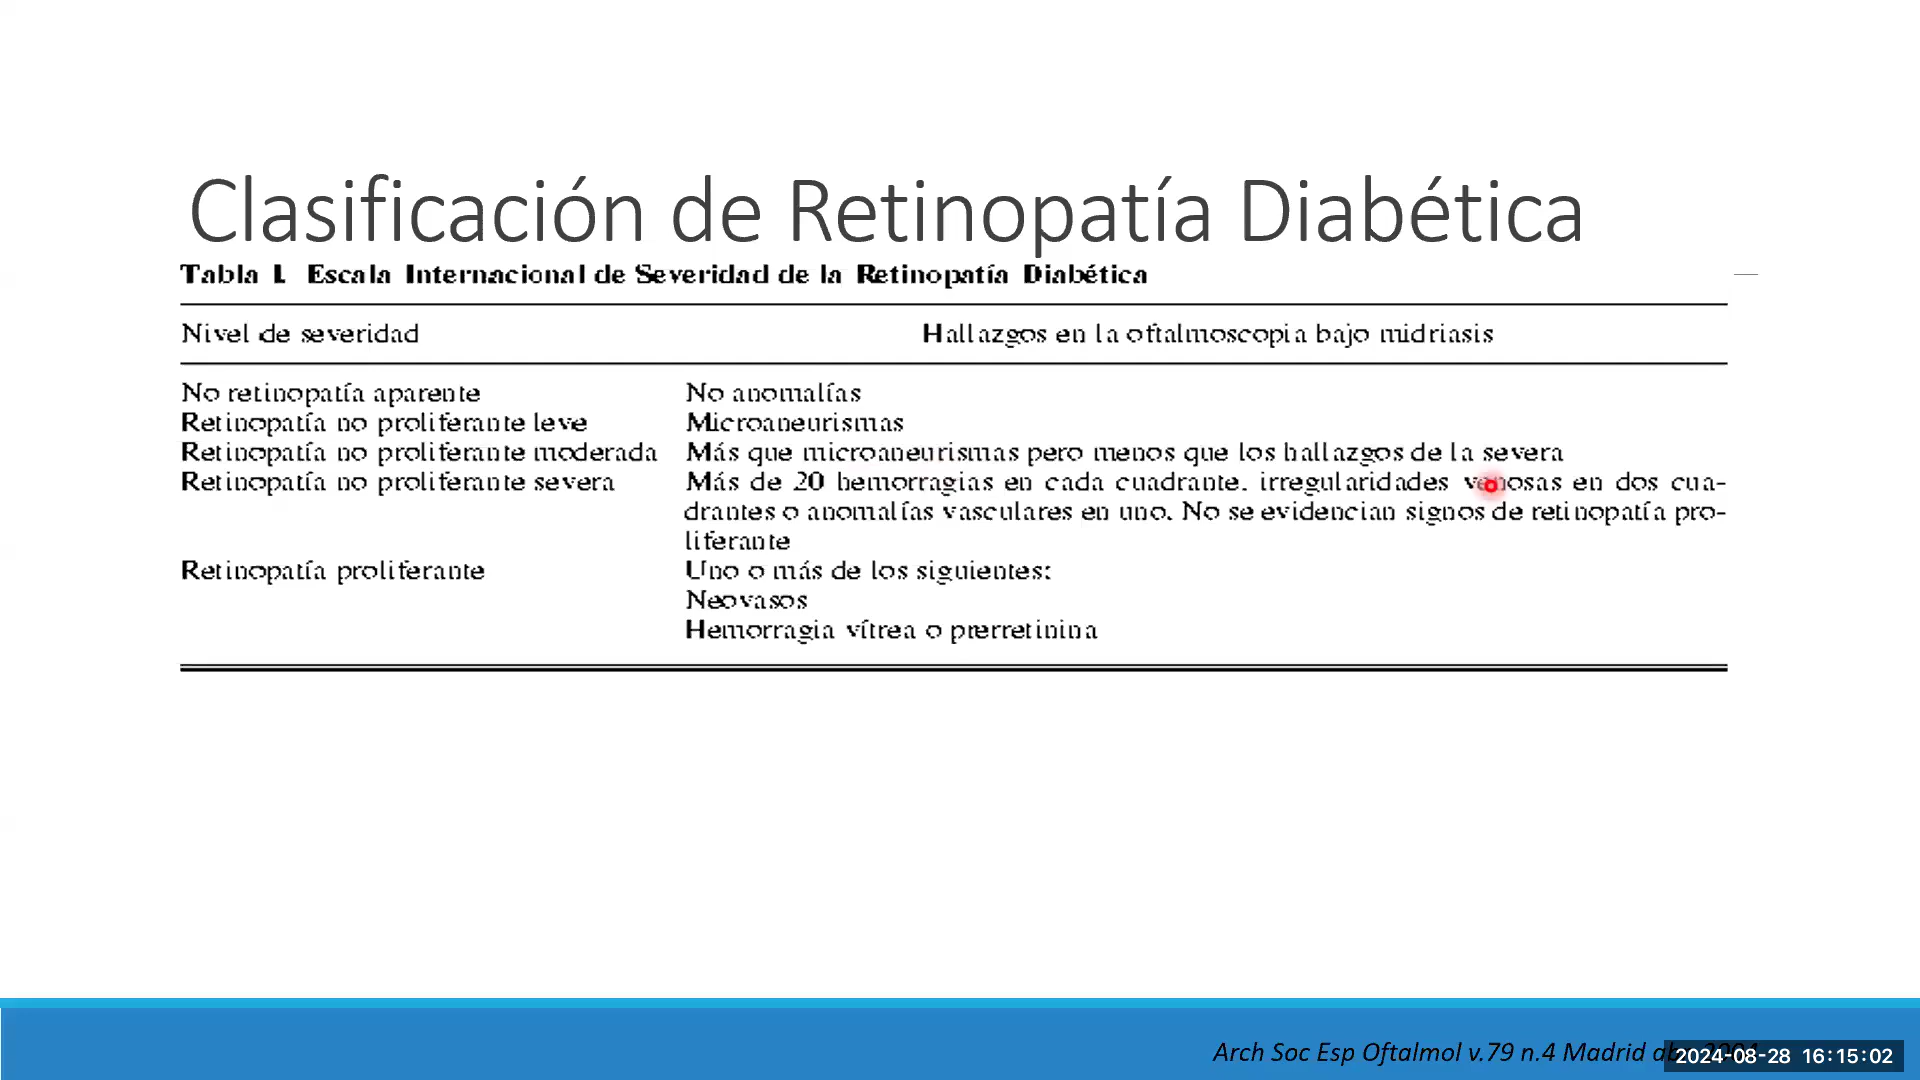 Clasificación de Retinopatía Diabética
Tabla I. Escala Internacional de Severidad de la Retinopatía Diabética
Nivel de severidad Hallazgos en la oftalmoscopia bajo midriasis
No retinopatía aparente No anomalías
Retinopatía no proliferante leve Microaneurismas
Retinopatía no proliferante moderada Más que microaneurismas pero menos que los hallazgos de la severa
Retinopatía no proliferante severa Más de 20 hemorragias en cada cuadrante, irregularidades venosas en dos cua-
drantes o anomalías vasculares en uno. No se evidencian signos de retinopatía pro-
liferante
Retinopatía proliferante Uno o más de los siguientes:
Neovasos
Hemorragia vítrea o prerretinina
Arch Soc Esp Oftalmol v.79 n.4 Madrid
2024-08-28 16:15:02